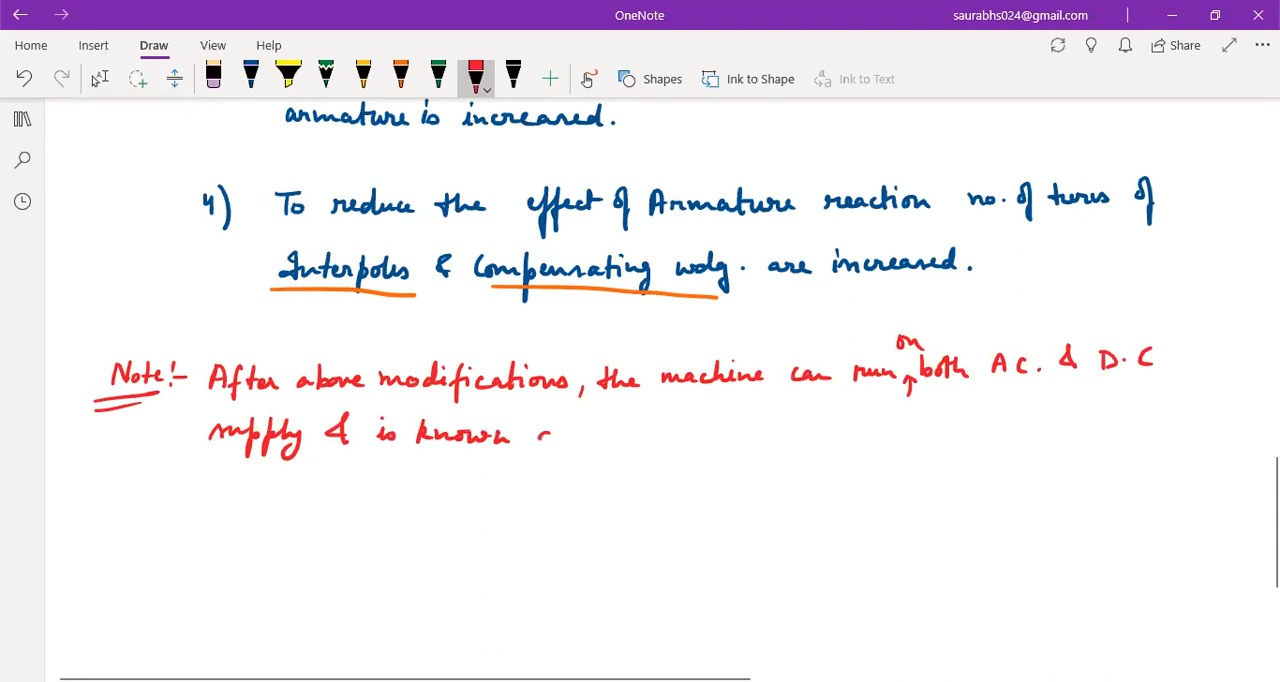 OneNote
saurabhs024@gmail.com
Home Insert Draw View Help
Share
Shapes Ink to Shape Ink to Text
armature is increased.
4) To reduce the effect of Armature reaction no. of turns of
Interpoles & Compensating wdg. are increased.
Note:- After above modifications, the machine can run on both A C. & D.C
supply & is known